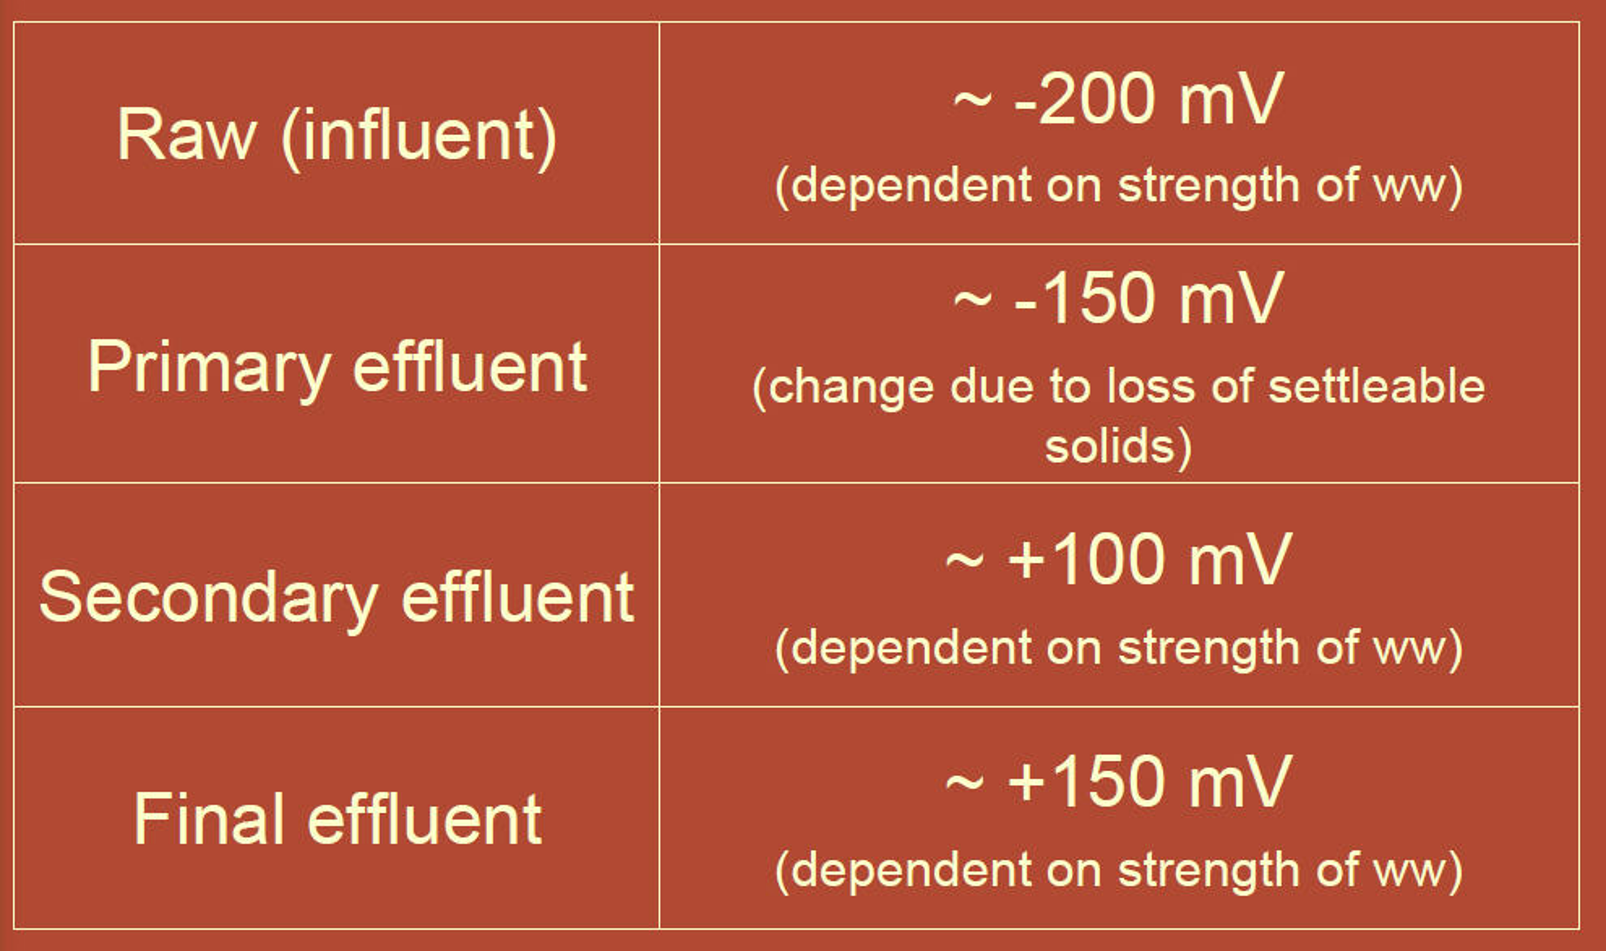 Raw (influent)
~ -200 mV
(dependent on strength of ww)
Primary effluent
~ -150 mV
(change due to loss of settleable
solids)
Secondary effluent
~ +100 mV
(dependent on strength of ww)
Final effluent
~ +150 mV
(dependent on strength of ww)